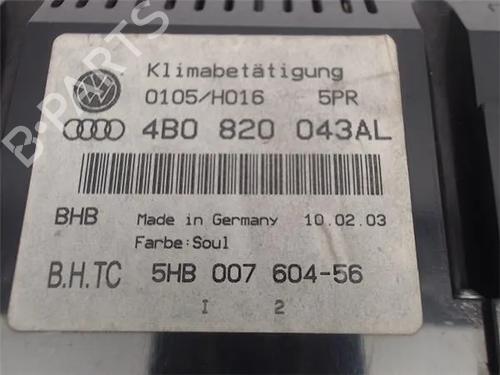 Klimabetätigung
0105/H016 5PR
4B0 820 043AL
BHB Made in Germany 10.02.03
Farbe:Soul
B.H.TC 5HB 007 604-56
I 2
B-PARTS